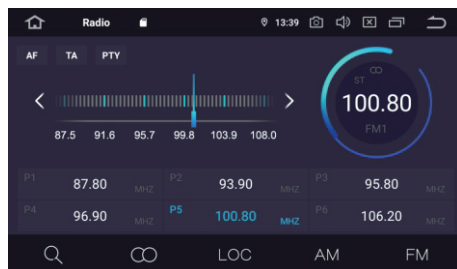 Radio 13:39
AF TA PTY
ST
100.80
FM1
87.5 91.6 95.7 99.8 103.9 108.0
P1 87.80 MHZ P2 93.90 MHZ P3 95.80 MHZ
P4 96.90 MHZ P5 100.80 MHZ P6 106.20 MHZ
LOC AM FM